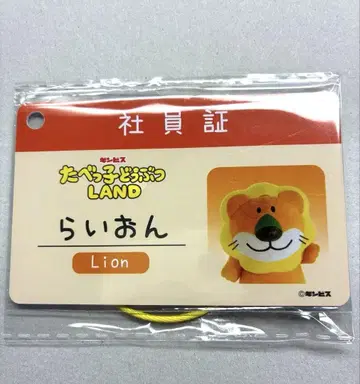 社員証
ギンビス
たべっ子どうぶつ
LAND
らいおん
Lion
©ギンビス